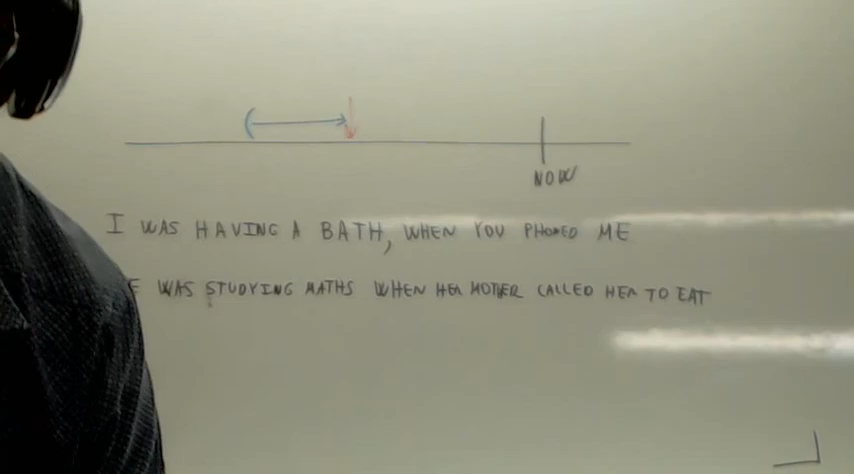 NOW
I WAS HAVING A BATH, WHEN YOU PHONED ME
E WAS STUDYING MATHS WHEN HER MOTHER CALLED HER TO EAT